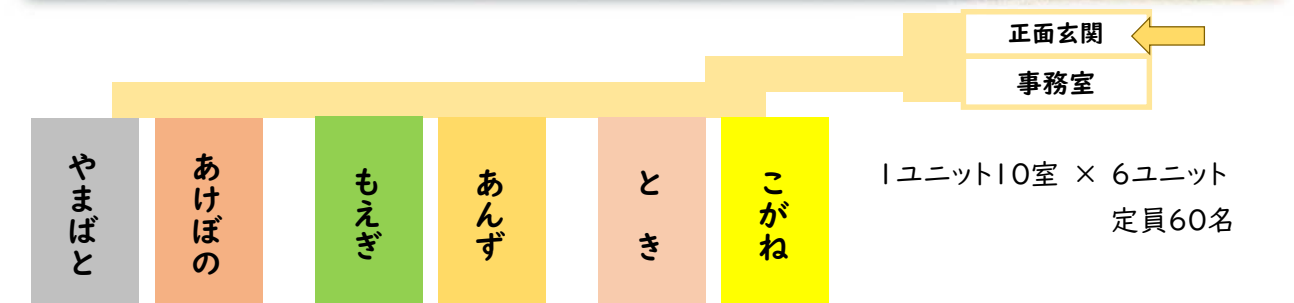 正面玄関
事務室
やまばと
あけぼの
もえぎ
あんず
とき
こがね
1ユニット10室 × 6ユニット
定員60名